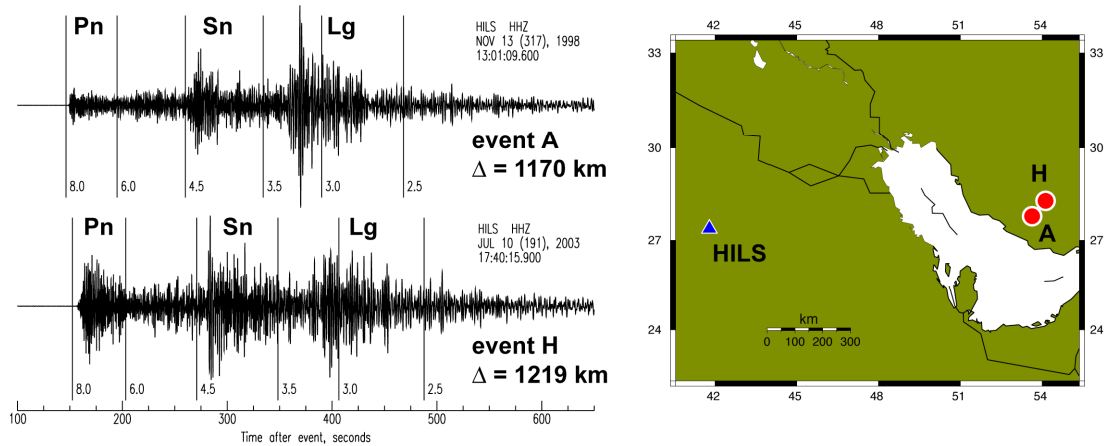 Pn Sn Lg
HILS HHZ
NOV 13 (317), 1998
13:01:09.600
event A
Δ = 1170 km
8.0 6.0 4.5 3.5 3.0 2.5
Pn Sn Lg
HILS HHZ
JUL 10 (191), 2003
17:40:15.900
event H
Δ = 1219 km
8.0 6.0 4.5 3.5 3.0 2.5
100 200 300 400 500 600
Time after event, seconds
42 45 48 51 54
33 33
30 30
H
A
27 27
HILS
km
0 100 200 300
24 24
42 45 48 51 54